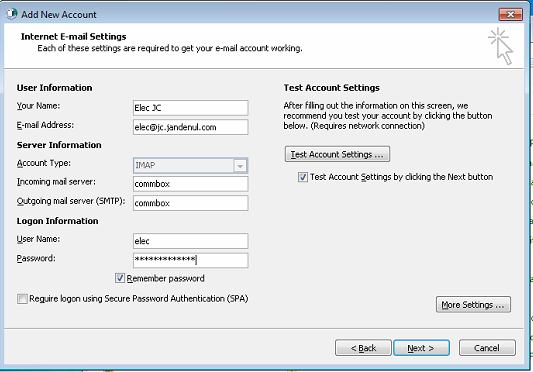 Add New Account
Internet E-mail Settings
Each of these settings are required to get your e-mail account working.
User Information
Your Name:
Elec JC
E-mail Address:
elec@jc.jandenul.com
Server Information
Account Type:
IMAP
Incoming mail server:
commbox
Outgoing mail server (SMTP):
commbox
Logon Information
User Name:
elec
Password:
*************
Remember password
Require logon using Secure Password Authentication (SPA)
Test Account Settings
After filling out the information on this screen, we
recommend you test your account by clicking the button
below. (Requires network connection)
Test Account Settings ...
Test Account Settings by clicking the Next button
More Settings ...
< Back
Next >
Cancel